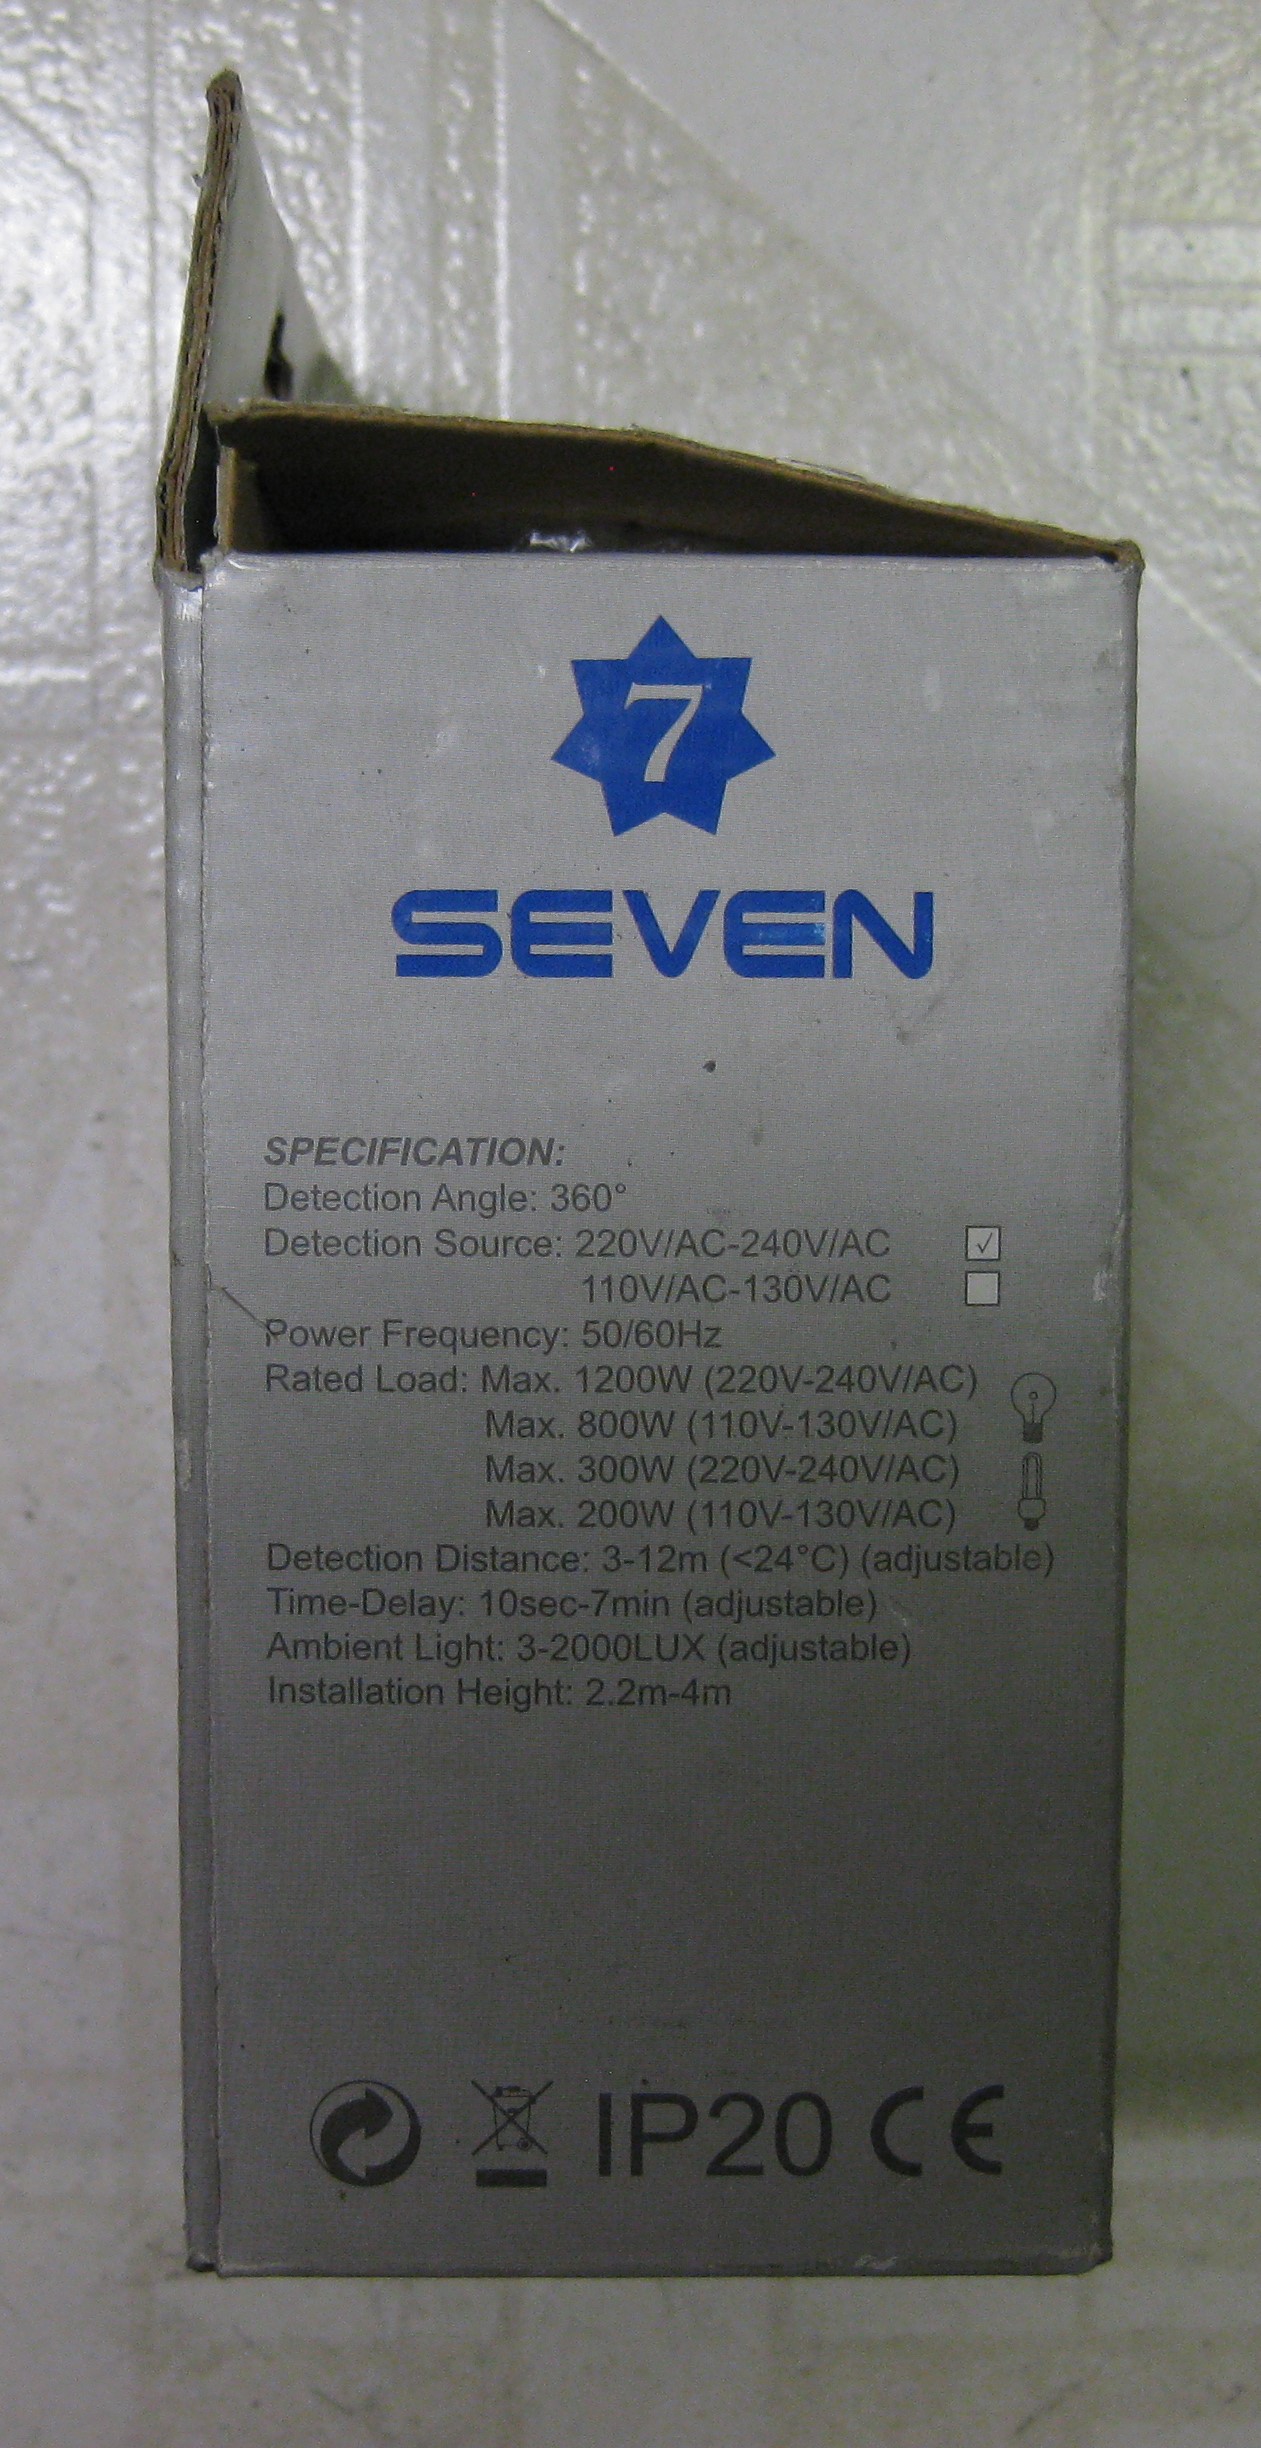 7
SEVEN
SPECIFICATION:
Detection Angle: 360°
Detection Source: 220V/AC-240V/AC ☑
110V/AC-130V/AC ☐
Power Frequency: 50/60Hz
Rated Load: Max. 1200W (220V-240V/AC)
Max. 800W (110V-130V/AC)
Max. 300W (220V-240V/AC)
Max. 200W (110V-130V/AC)
Detection Distance: 3-12m (<24°C) (adjustable)
Time-Delay: 10sec-7min (adjustable)
Ambient Light: 3-2000LUX (adjustable)
Installation Height: 2.2m-4m
IP20 CE